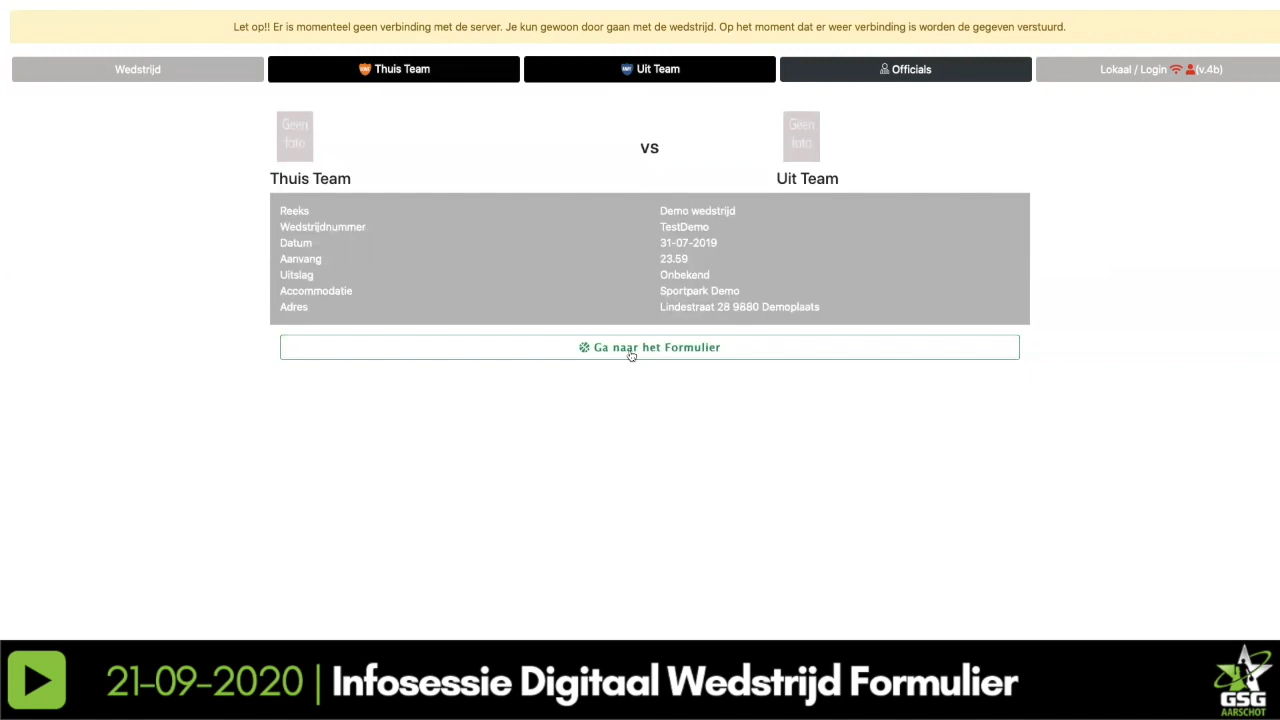 Let op!! Er is momenteel geen verbinding met de server. Je kun gewoon door gaan met de wedstrijd. Op het moment dat er weer verbinding is worden de gegeven verstuurd.
Wedstrijd
Thuis Team
Uit Team
Officials
Lokaal / Login (v.4b)
Geen
foto
VS
Geen
foto
Thuis Team
Uit Team
Reeks Demo wedstrijd
Wedstrijdnummer TestDemo
Datum 31-07-2019
Aanvang 23.59
Uitslag Onbekend
Accommodatie Sportpark Demo
Adres Lindestraat 28 9880 Demoplaats
Ga naar het Formulier
21-09-2020 | Infosessie Digitaal Wedstrijd Formulier
GSG
AARSCHOT